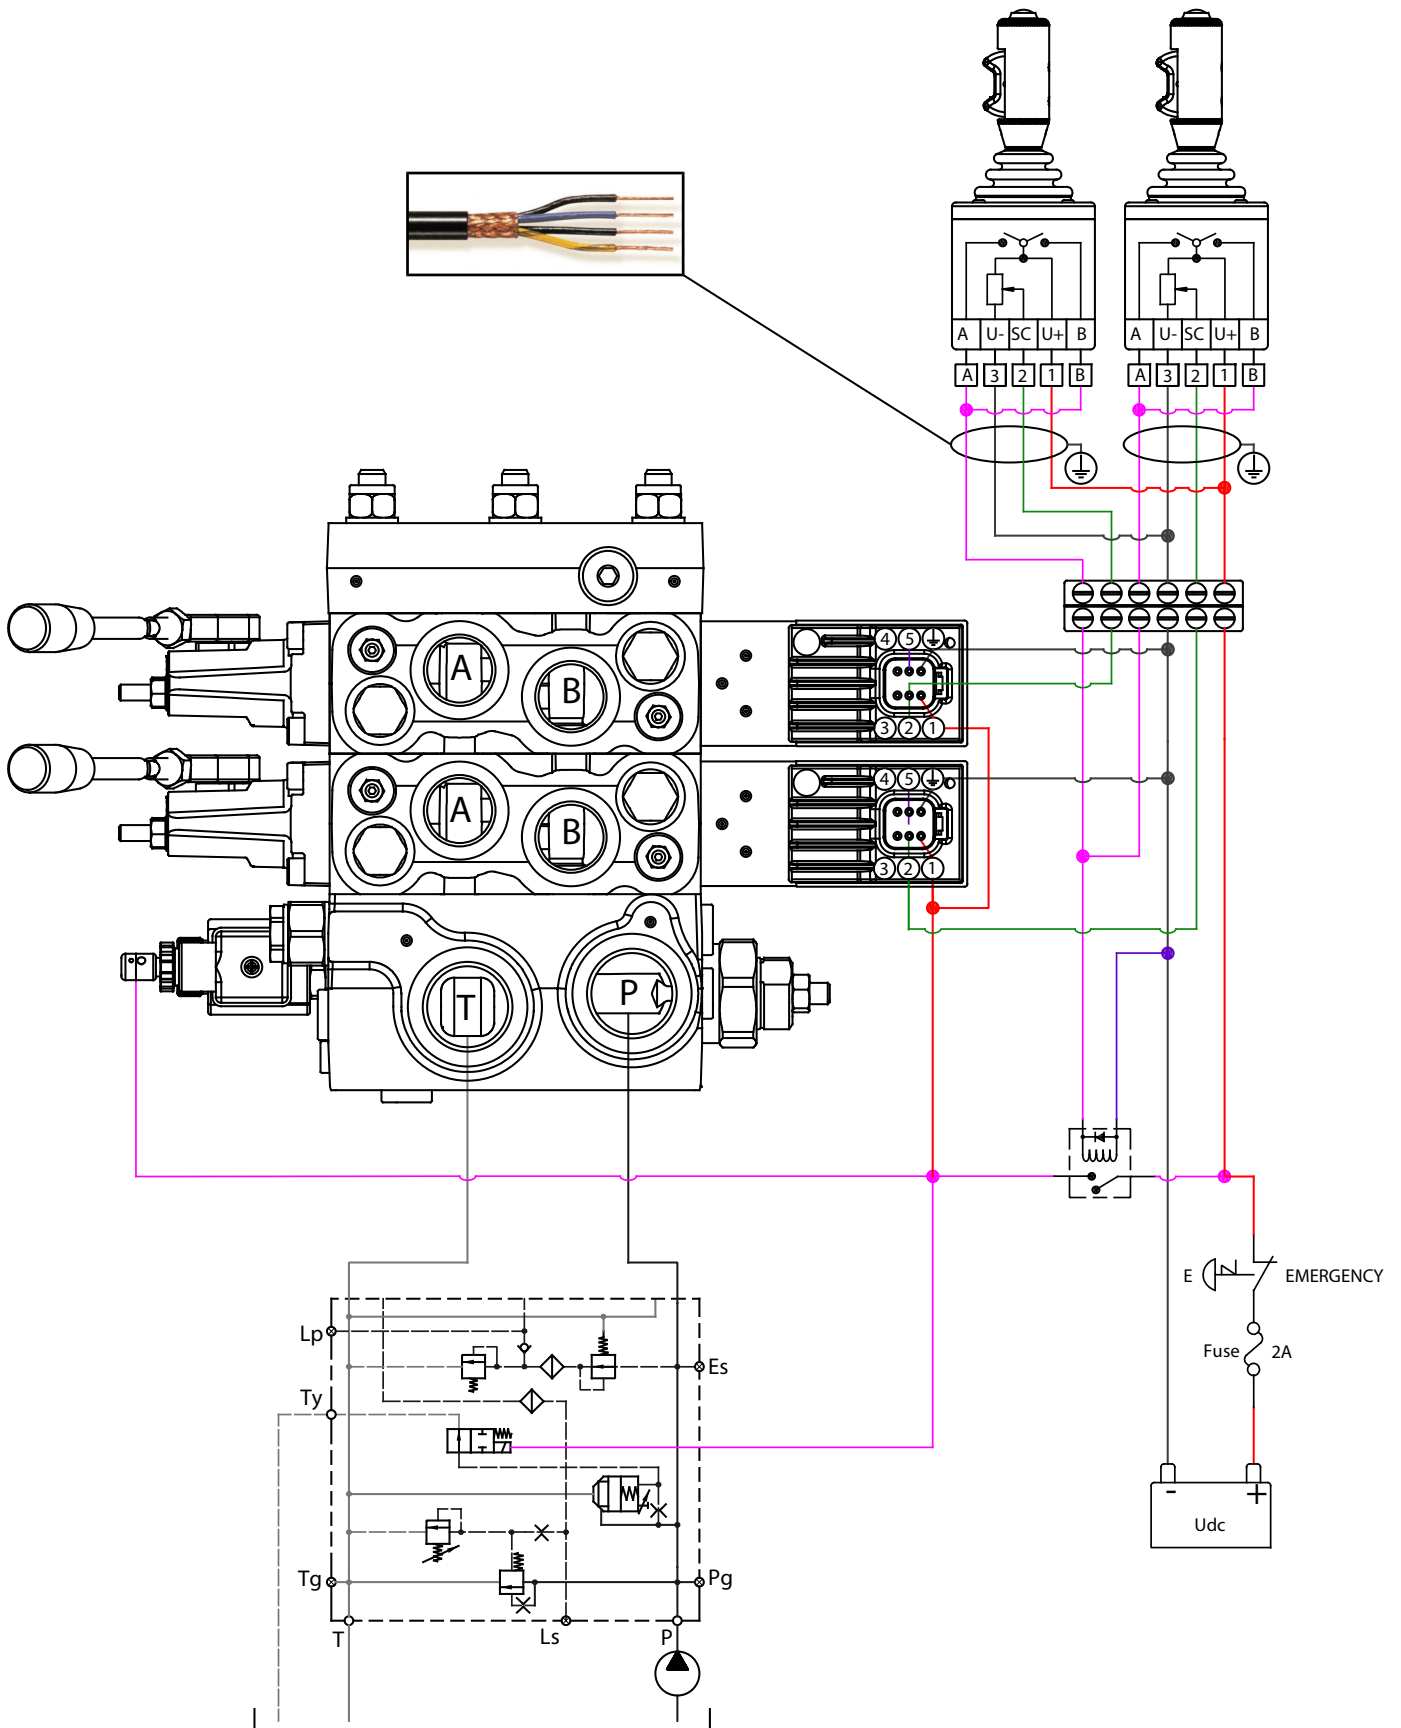 A U- SC U+ B
A U- SC U+ B
A 3 2 1 B
A 3 2 1 B
4 5
A
B
3 2 1
4 5
A
B
3 2 1
T
P
E
EMERGENCY
Fuse
2A
Lp
Es
Ty
- +
Udc
Tg
Pg
T
Ls
P